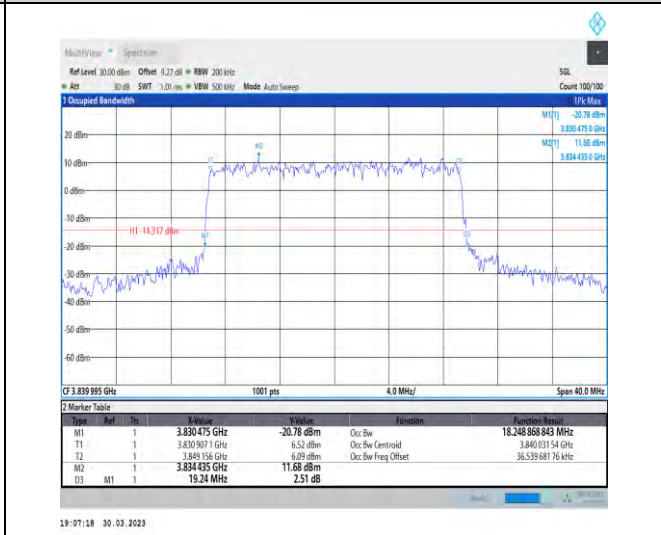 MultiView Spectrum
Ref Level 30.00 dBm Offset 9.27 dB RBW 200 kHz SGL
Att 30 dB SWT 1.01 ms VBW 500 kHz Mode Auto Sweep Count 100/100
1 Occupied Bandwidth 1Pk Max
M1[1] -20.78 dBm
3.830 475 0 GHz
M2[1] 11.68 dBm
3.834 435 0 GHz
20 dBm
M2
10 dBm
0 dBm
-10 dBm
H1 -14.317 dBm
-20 dBm
-30 dBm
-40 dBm
-50 dBm
-60 dBm
CF 3.839 995 GHz 1001 pts 4.0 MHz/ Span 40.0 MHz
2 Marker Table
Type Ref Trc X-Value Y-Value Function Function Result
M1 1 3.830 475 GHz -20.78 dBm Occ Bw 18.248 868 843 MHz
T1 1 3.830 907 1 GHz 6.52 dBm Occ Bw Centroid 3.840 031 54 GHz
T2 1 3.849 156 GHz 6.09 dBm Occ Bw Freq Offset 36.539 681 76 kHz
M2 1 3.834 435 GHz 11.68 dBm
D3 M1 1 19.24 MHz 2.51 dB
19:07:18 30.03.2023